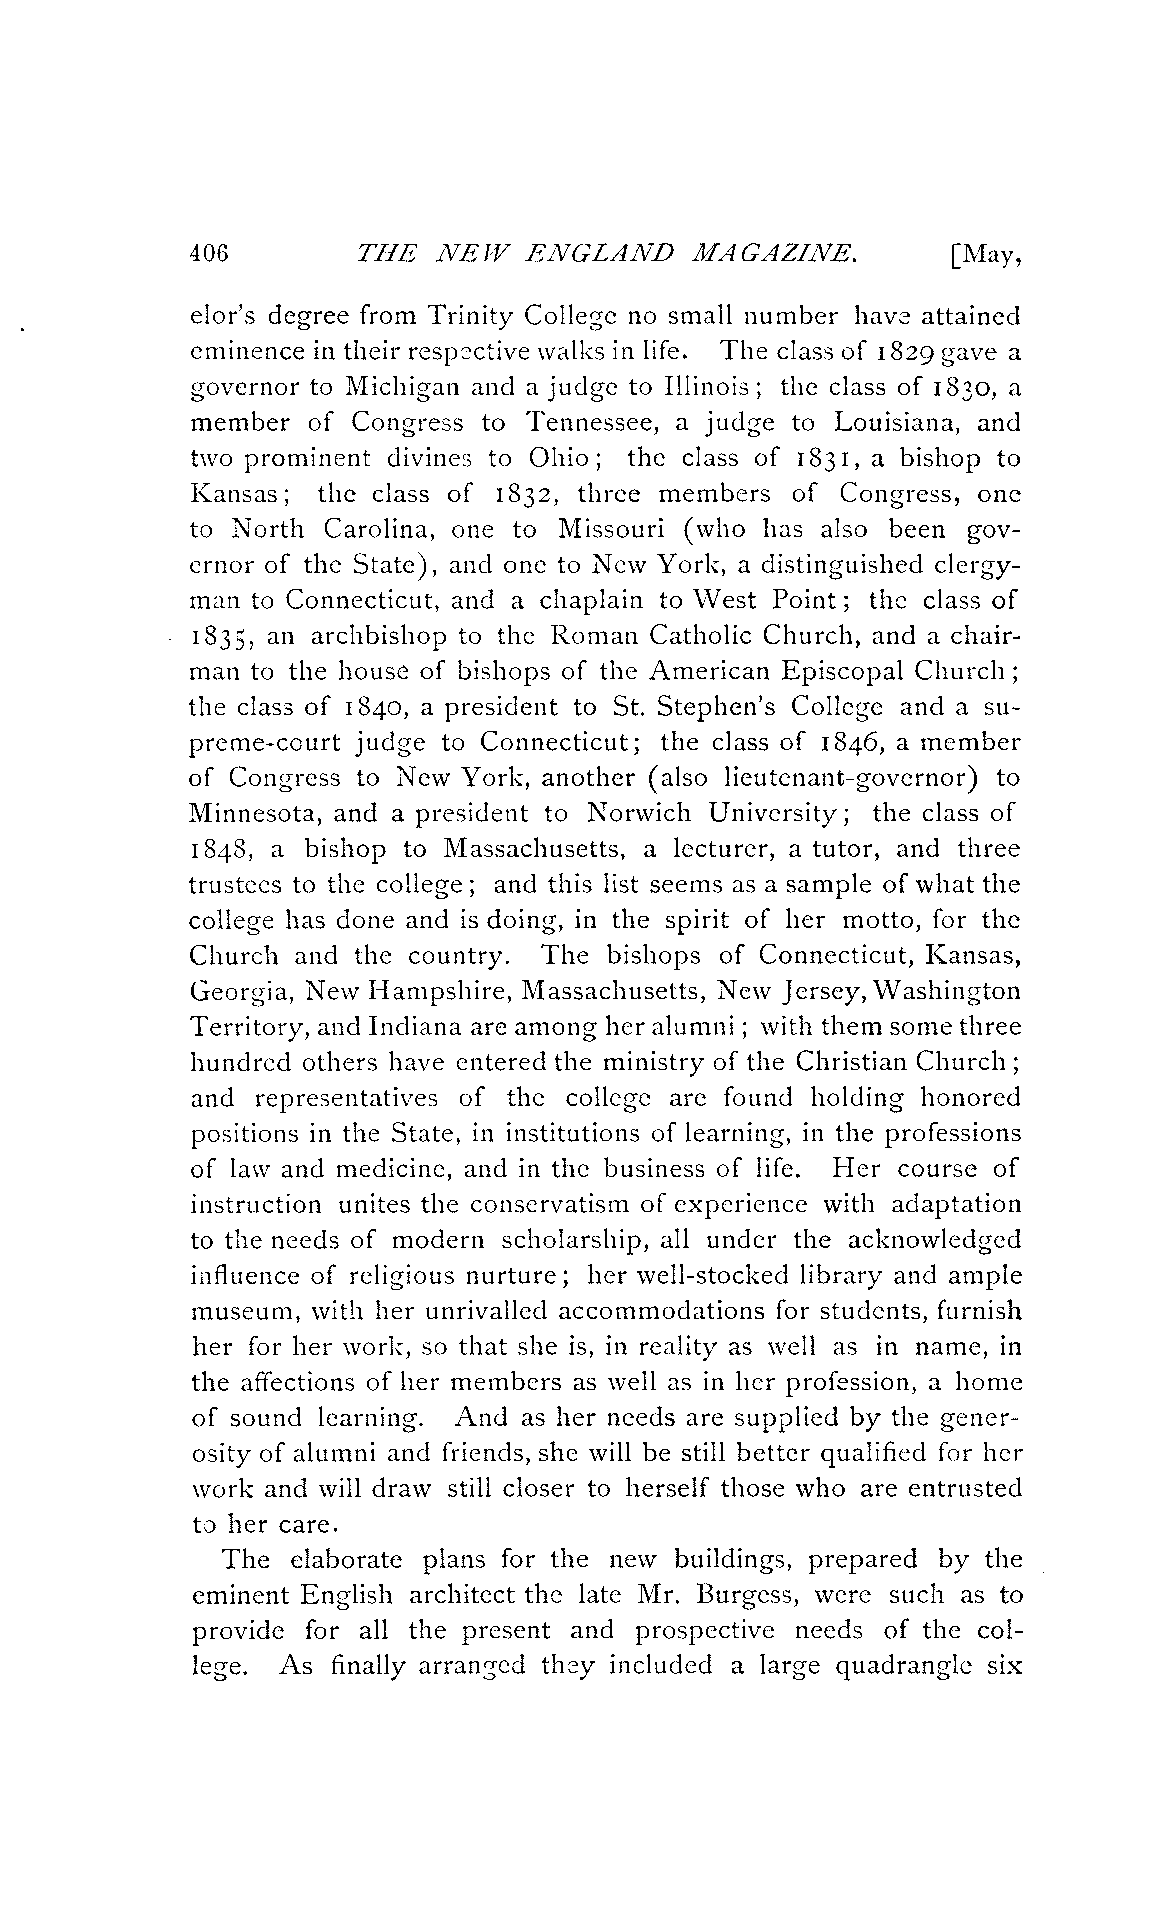 406 THE NEW ENGLAND MAGAZINE. [May,
elor's degree from Trinity College no small number have attained
eminence in their respective walks in life. The class of 1829 gave a
governor to Michigan and a judge to Illinois; the class of 1830, a
member of Congress to Tennessee, a judge to Louisiana, and
two prominent divines to Ohio; the class of 1831, a bishop to
Kansas; the class of 1832, three members of Congress, one
to North Carolina, one to Missouri (who has also been gov-
ernor of the State), and one to New York, a distinguished clergy-
man to Connecticut, and a chaplain to West Point; the class of
1835, an archbishop to the Roman Catholic Church, and a chair-
man to the house of bishops of the American Episcopal Church;
the class of 1840, a president to St. Stephen's College and a su-
preme-court judge to Connecticut; the class of 1846, a member
of Congress to New York, another (also lieutenant-governor) to
Minnesota, and a president to Norwich University; the class of
1848, a bishop to Massachusetts, a lecturer, a tutor, and three
trustees to the college; and this list seems as a sample of what the
college has done and is doing, in the spirit of her motto, for the
Church and the country. The bishops of Connecticut, Kansas,
Georgia, New Hampshire, Massachusetts, New Jersey, Washington
Territory, and Indiana are among her alumni; with them some three
hundred others have entered the ministry of the Christian Church;
and representatives of the college are found holding honored
positions in the State, in institutions of learning, in the professions
of law and medicine, and in the business of life. Her course of
instruction unites the conservatism of experience with adaptation
to the needs of modern scholarship, all under the acknowledged
influence of religious nurture; her well-stocked library and ample
museum, with her unrivalled accommodations for students, furnish
her for her work, so that she is, in reality as well as in name, in
the affections of her members as well as in her profession, a home
of sound learning. And as her needs are supplied by the gener-
osity of alumni and friends, she will be still better qualified for her
work and will draw still closer to herself those who are entrusted
to her care.
The elaborate plans for the new buildings, prepared by the
eminent English architect the late Mr. Burgess, were such as to
provide for all the present and prospective needs of the col-
lege. As finally arranged they included a large quadrangle six